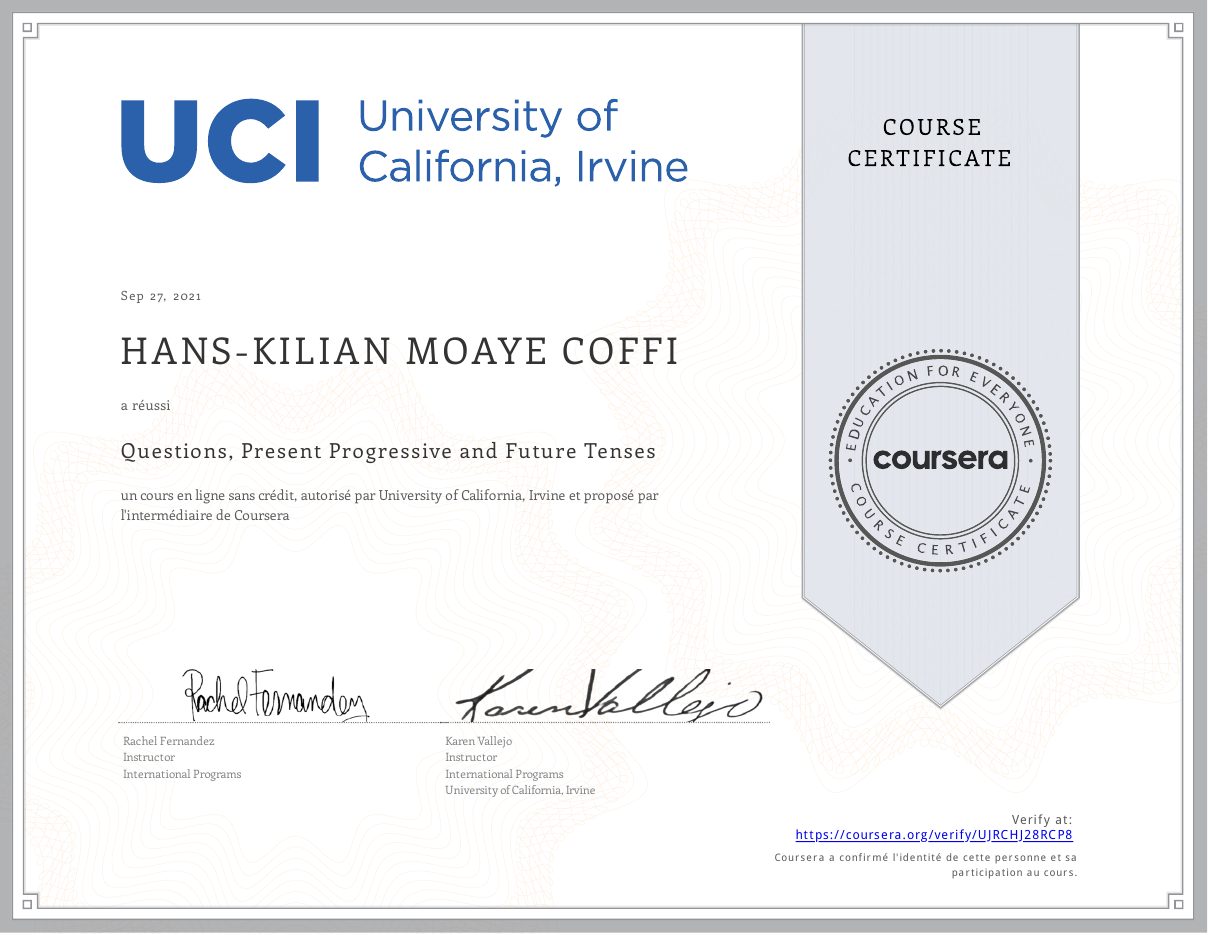 UCI
University of
California, Irvine
COURSE
CERTIFICATE
Sep 27, 2021
HANS-KILIAN MOAYE COFFI
a réussi
Questions, Present Progressive and Future Tenses
un cours en ligne sans crédit, autorisé par University of California, Irvine et proposé par
l'intermédiaire de Coursera
EDUCATION FOR EVERYONE
coursera
COURSE CERTIFICATE
Rachel Fernandez
Karen Vallejo
Rachel Fernandez
Instructor
International Programs
Karen Vallejo
Instructor
International Programs
University of California, Irvine
Verify at:
https://coursera.org/verify/UJRCHJ28RCP8
Coursera a confirmé l'identité de cette personne et sa
participation au cours.